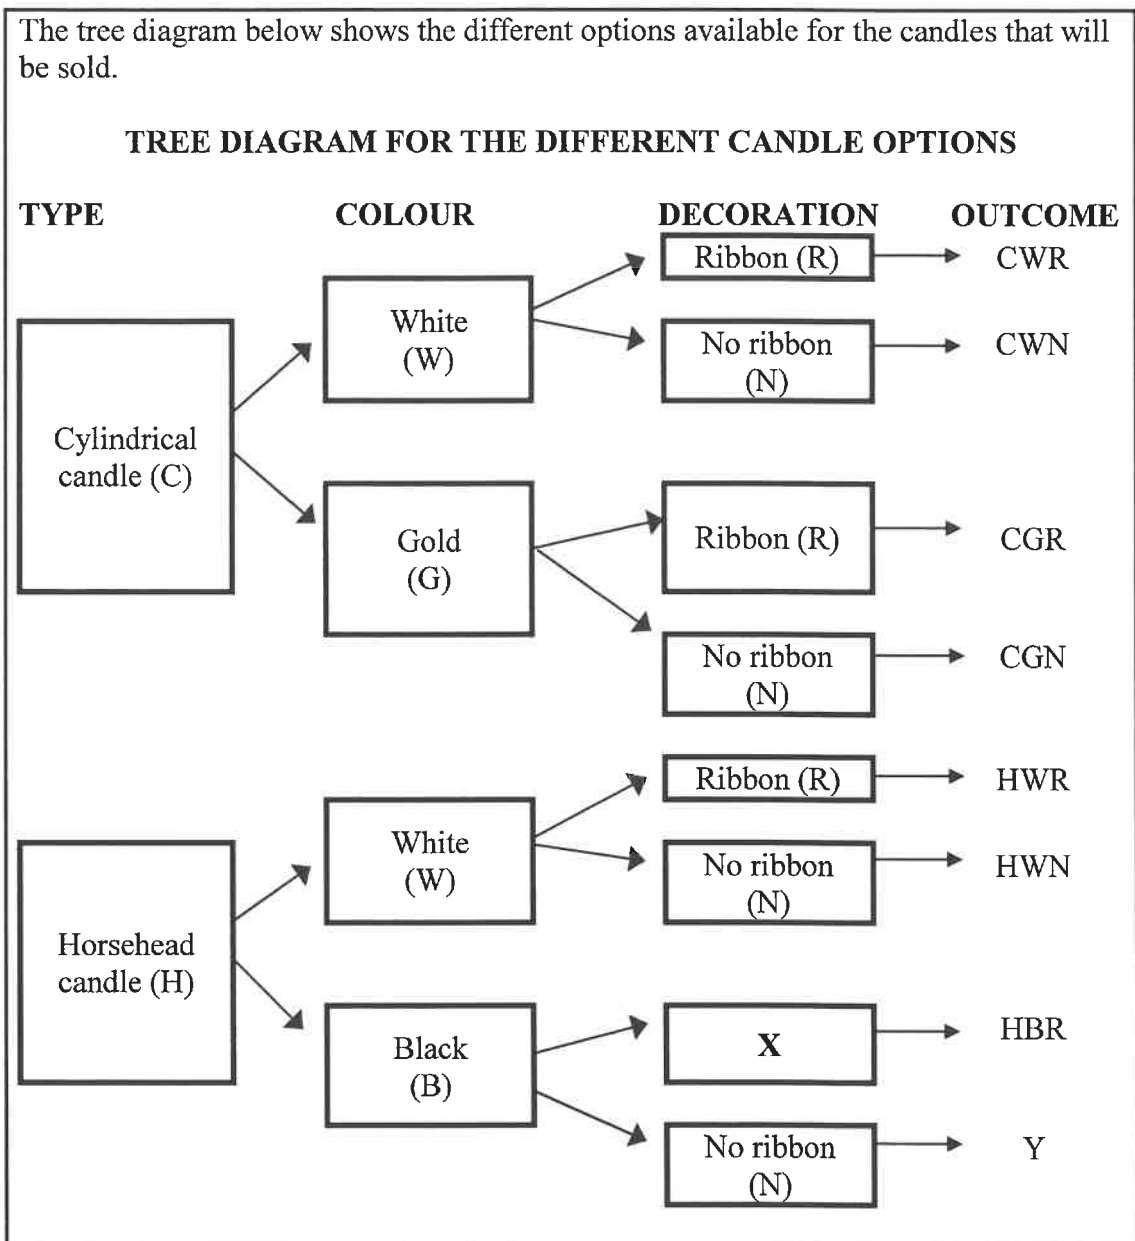 The tree diagram below shows the different options available for the candles that will
be sold.
TREE DIAGRAM FOR THE DIFFERENT CANDLE OPTIONS
TYPE COLOUR DECORATION OUTCOME
Cylindrical
candle (C)
White
(W)
Ribbon (R)
CWR
No ribbon
(N)
CWN
Gold
(G)
Ribbon (R)
CGR
No ribbon
(N)
CGN
Horsehead
candle (H)
White
(W)
Ribbon (R)
HWR
No ribbon
(N)
HWN
Black
(B)
X
HBR
No ribbon
(N)
Y